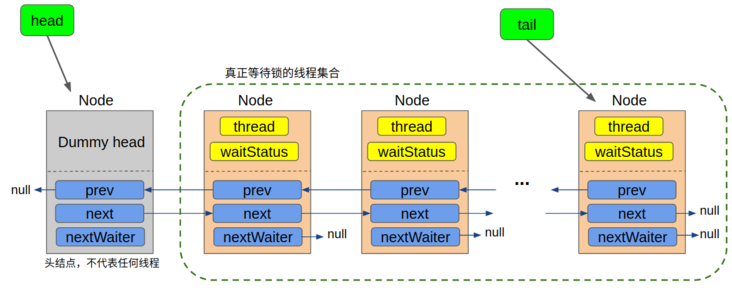 head
tail
真正等待锁的线程集合
Node
Node
Node
Node
Dummy head
thread
thread
thread
waitStatus
waitStatus
waitStatus
null
prev
prev
prev
...
prev
next
next
next
next
null
nextWaiter
nextWaiter
null
nextWaiter
null
nextWaiter
null
头结点，不代表任何线程